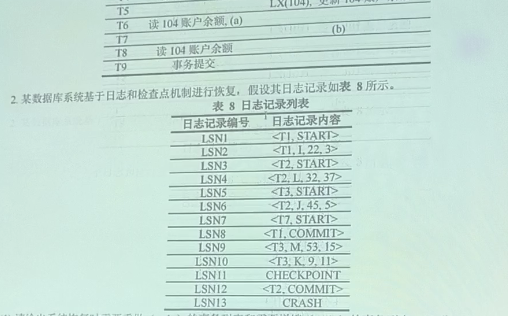 T5 LX(104),
T6 读 104 账户余额, (a)
T7 (b)
T8 读 104 账户余额
T9 事务提交
2. 某数据库系统基于日志和检查点机制进行恢复。假设其日志记录如表 8 所示。
表 8 日志记录列表
日志记录编号 日志记录内容
LSN1 <T1, START>
LSN2 <T1, I, 22, 3>
LSN3 <T2, START>
LSN4 <T2, L, 32, 37>
LSN5 <T3, START>
LSN6 <T2, J, 45, 5>
LSN7 <T7, START>
LSN8 <T1, COMMIT>
LSN9 <T3, M, 53, 15>
LSN10 <T3, K, 9, 11>
LSN11 CHECKPOINT
LSN12 <T2, COMMIT>
LSN13 CRASH